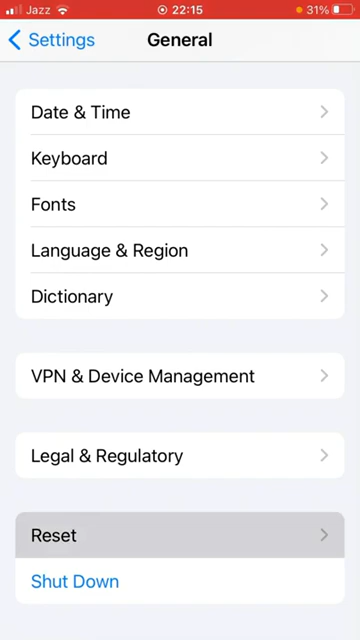 Jazz 22:15 31%
Settings General
Date & Time
Keyboard
Fonts
Language & Region
Dictionary
VPN & Device Management
Legal & Regulatory
Reset
Shut Down